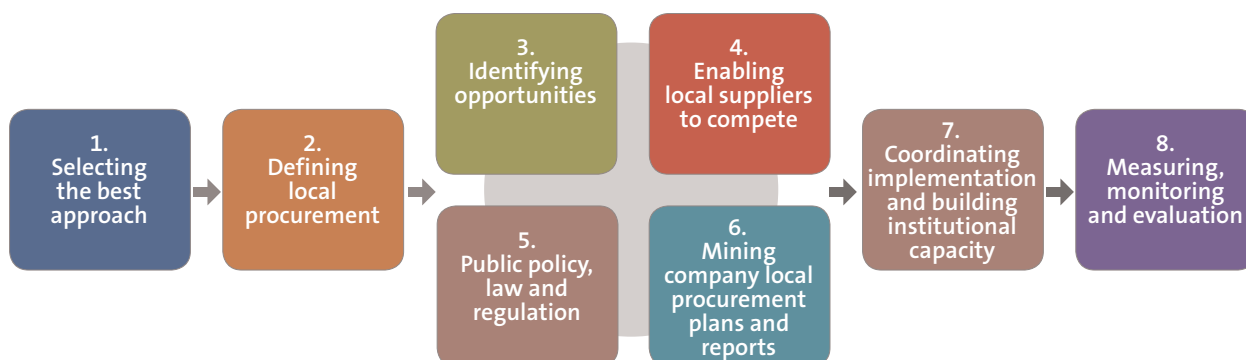 1.
Selecting
the best
approach
2.
Defining
local
procurement
3.
Identifying
opportunities
4.
Enabling
local suppliers
to compete
5.
Public policy,
law and
regulation
6.
Mining
company local
procurement
plans and
reports
7.
Coordinating
implementation
and building
institutional
capacity
8.
Measuring,
monitoring
and evaluation